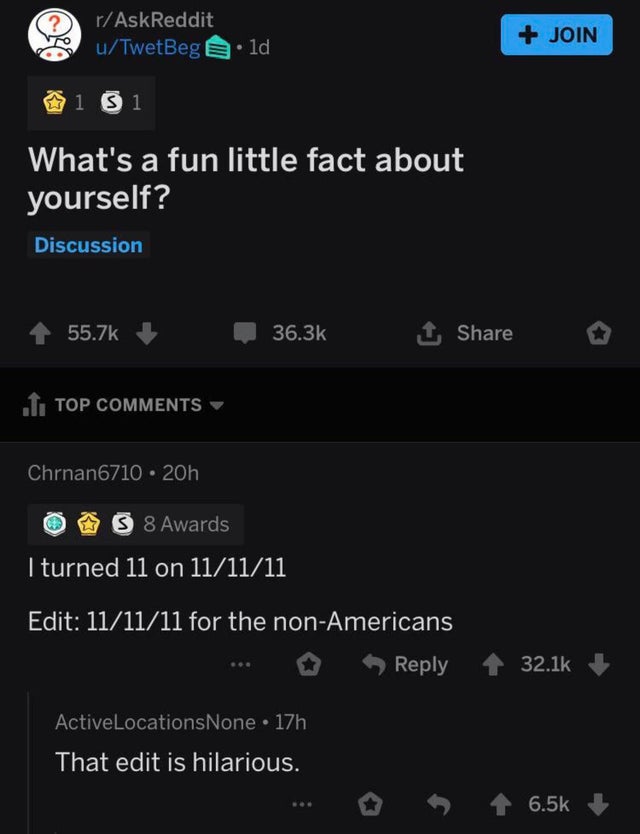 r/AskReddit
u/TwetBeg • 1d
+ JOIN
1 S 1
What's a fun little fact about
yourself?
Discussion
55.7k 36.3k Share
TOP COMMENTS
Chrnan6710 • 20h
S 8 Awards
I turned 11 on 11/11/11
Edit: 11/11/11 for the non-Americans
... Reply 32.1k
ActiveLocationsNone • 17h
That edit is hilarious.
... 6.5k